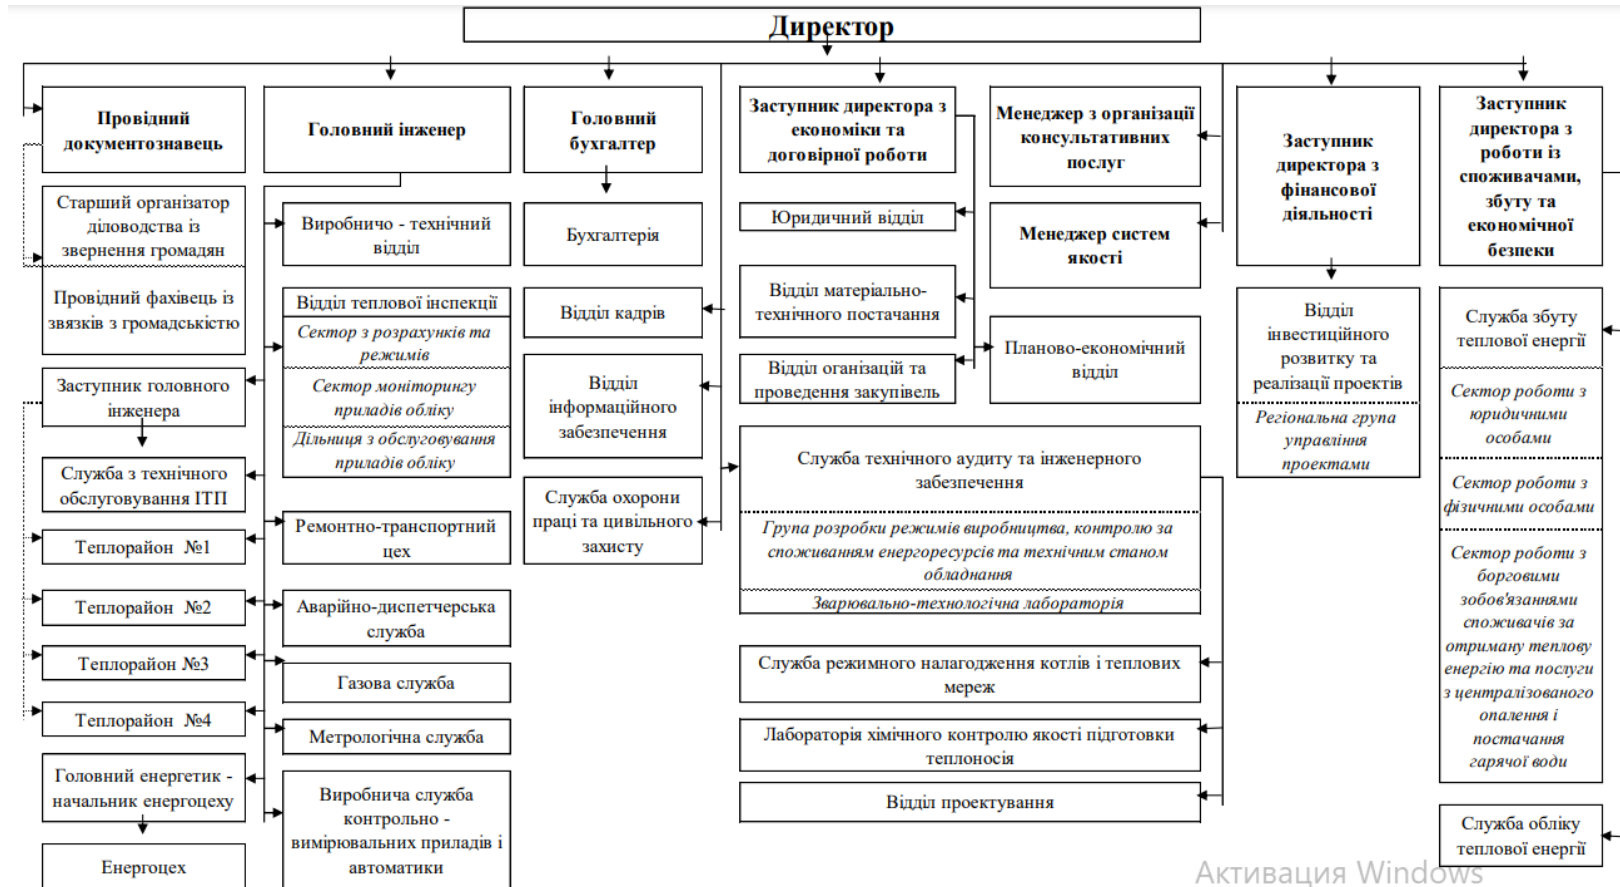 Директор
Провідний
документознавець
Старший організатор
діловодства із
звернення громадян
Провідний фахівець із
звязків з громадськістю
Заступник головного
інженера
Служба з технічного
обслуговування ІТП
Теплорайон №1
Теплорайон №2
Теплорайон №3
Теплорайон №4
Головний енергетик -
начальник енергоцеху
Енергоцех
Головний інженер
Виробничо - технічний
відділ
Відділ теплової інспекції
Сектор з розрахунків та
режимів
Сектор моніторингу
приладів обліку
Дільниця з обслуговування
приладів обліку
Ремонтно-транспортний
цех
Аварійно-диспетчерська
служба
Газова служба
Метрологічна служба
Виробнича служба
контрольно -
вимірювальних приладів і
автоматики
Головний
бухгалтер
Бухгалтерія
Відділ кадрів
Відділ
інформаційного
забезпечення
Служба охорони
праці та цивільного
захисту
Заступник директора з
економіки та
договірної роботи
Юридичний відділ
Відділ матеріально-
технічного постачання
Відділ оганізацій та
проведення закупівель
Менеджер з організації
консультативних
послуг
Менеджер систем
якості
Планово-економічний
відділ
Служба технічного аудиту та інженерного
забезпечення
Група розробки режимів виробництва, контролю за
споживанням енергоресурсів та технічним станом
обладнання
Зварювально-технологічна лабораторія
Служба режимного налагодження котлів і теплових
мереж
Лабораторія хімічного контролю якості підготовки
теплоносія
Відділ проектування
Заступник
директора з
фінансової
діяльності
Відділ
інвестиційного
розвитку та
реалізації проектів
Регіональна група
управління
проектами
Заступник
директора з
роботи із
споживачами,
збуту та
економічної
безпеки
Служба збуту
теплової енергії
Сектор роботи з
юридичними
особами
Сектор роботи з
фізичними особами
Сектор роботи з
борговими
зобов'язаннями
споживачів за
отриману теплову
енергію та послуги
з централізованого
опалення і
постачання
гарячої води
Служба обліку
теплової енергії
Активация Windows